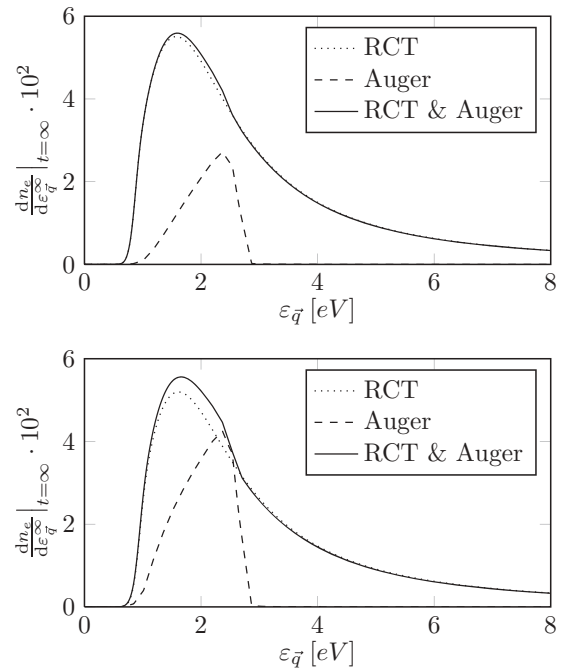 6
4
2
0
0
2
4
6
8
dn_e/dε_q⃗^∞ |_{t=∞} · 10^2
ε_q⃗ [eV]
RCT
Auger
RCT & Auger
6
4
2
0
0
2
4
6
8
dn_e/dε_q⃗^∞ |_{t=∞} · 10^2
ε_q⃗ [eV]
RCT
Auger
RCT & Auger